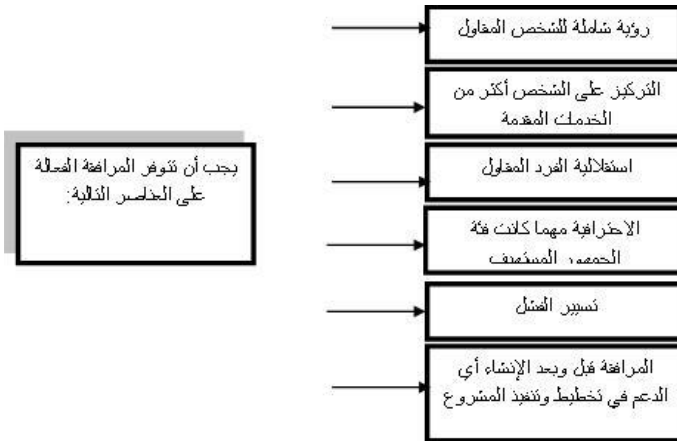 يجب أن تتوفر المرافقة الفعالة
على العناصر التالية:
رؤية شاملة للشخص المقاول
التركيز على الشخص أكثر من
الخدمات المقدمة
استقلالية الفرد المقاول
الاحترافية مهما كانت فئة
الجمهور المستهدف
تسيير الفشل
المرافقة قبل وبعد الإنشاء أي
الدعم في تخطيط وتنفيذ المشروع